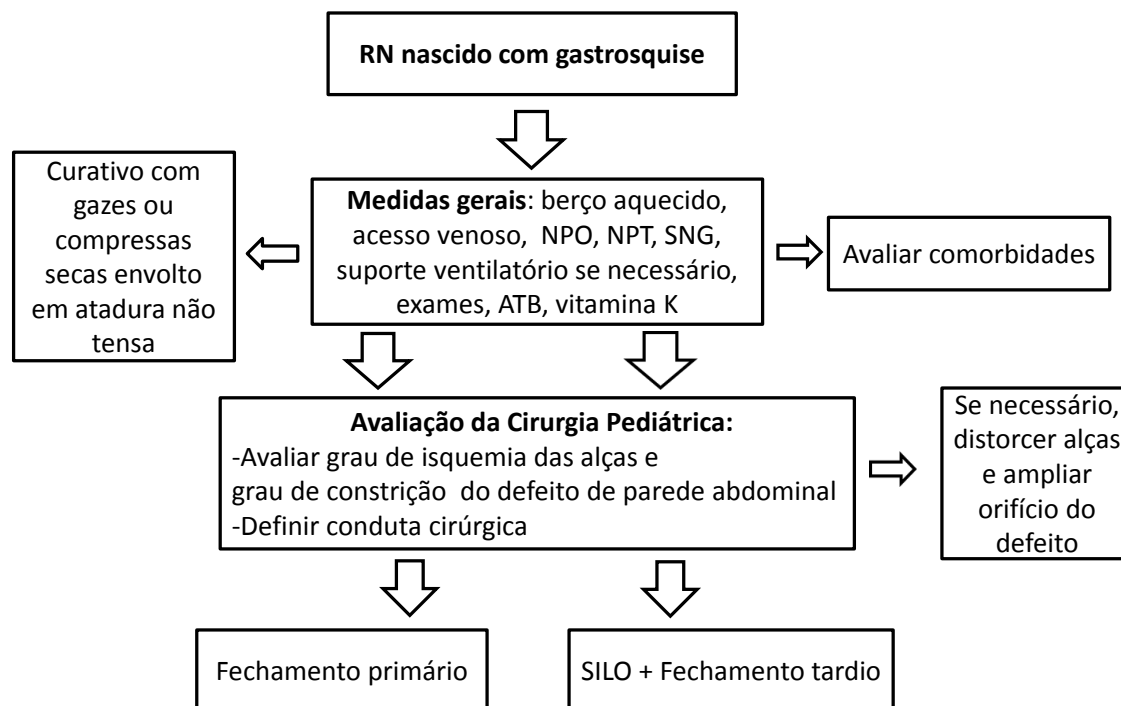 RN nascido com gastrosquise
Curativo com
gazes ou
compressas
secas envolto
em atadura não
tensa
Medidas gerais: berço aquecido,
acesso venoso, NPO, NPT, SNG,
suporte ventilatório se necessário,
exames, ATB, vitamina K
Avaliar comorbidades
Avaliação da Cirurgia Pediátrica:
-Avaliar grau de isquemia das alças e
grau de constrição do defeito de parede abdominal
-Definir conduta cirúrgica
Se necessário,
distorcer alças
e ampliar
orifício do
defeito
Fechamento primário
SILO + Fechamento tardio